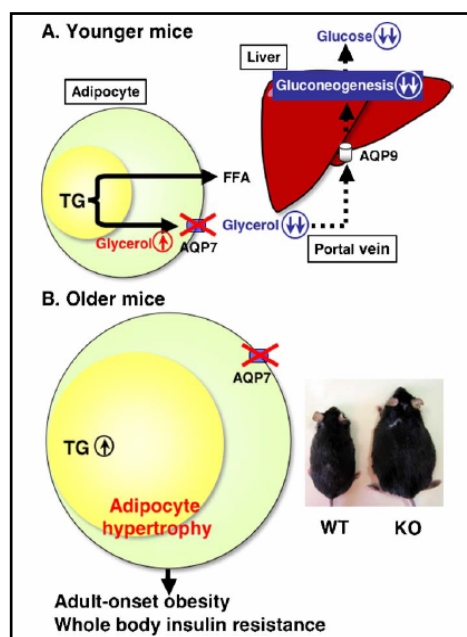 A. Younger mice
Glucose
Liver
Gluconeogenesis
Adipocyte
AQP9
TG
FFA
Glycerol
AQP7
Glycerol
Portal vein
B. Older mice
AQP7
TG
Adipocyte
hypertrophy
WT KO
Adult-onset obesity
Whole body insulin resistance